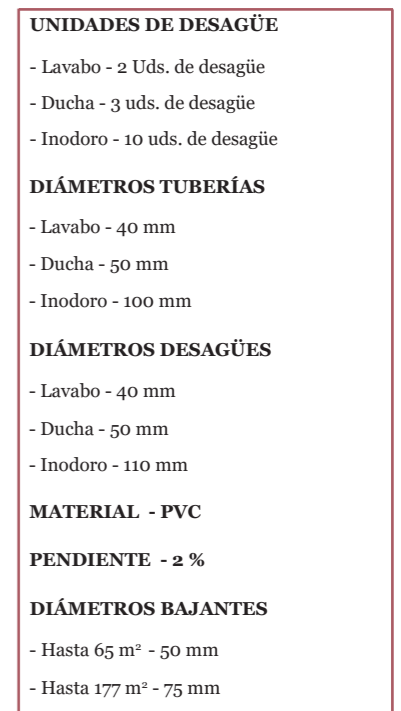 UNIDADES DE DESAGÜE
- Lavabo - 2 Uds. de desagüe
- Ducha - 3 uds. de desagüe
- Inodoro - 10 uds. de desagüe
DIÁMETROS TUBERÍAS
- Lavabo - 40 mm
- Ducha - 50 mm
- Inodoro - 100 mm
DIÁMETROS DESAGÜES
- Lavabo - 40 mm
- Ducha - 50 mm
- Inodoro - 110 mm
MATERIAL - PVC
PENDIENTE - 2 %
DIÁMETROS BAJANTES
- Hasta 65 m² - 50 mm
- Hasta 177 m² - 75 mm